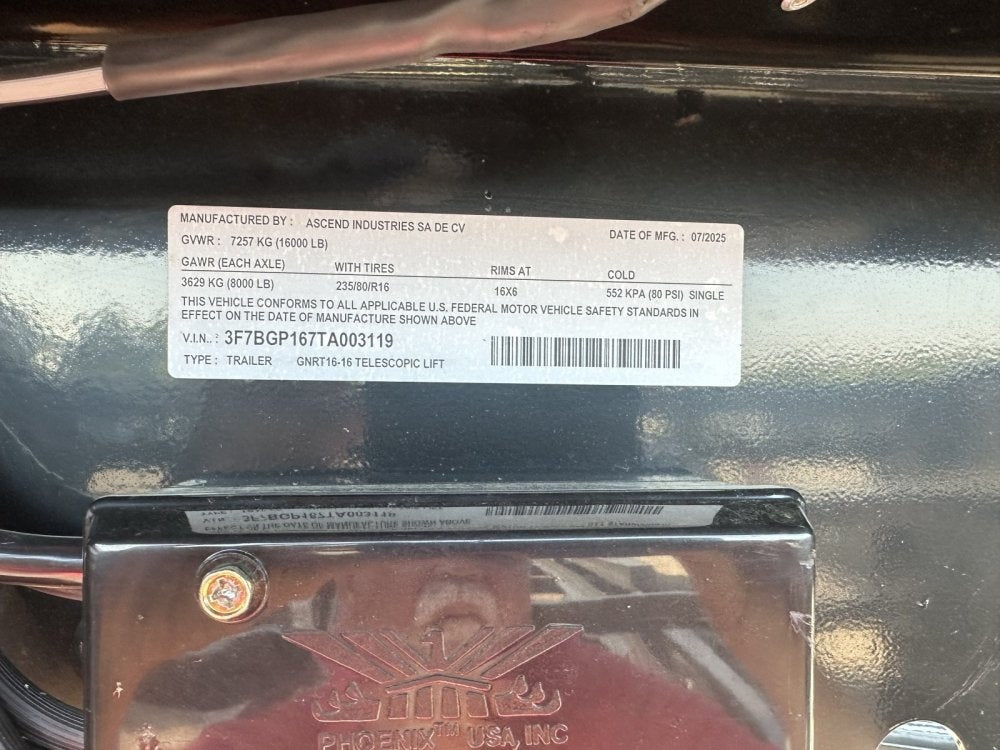 MANUFACTURED BY : ASCEND INDUSTRIES SA DE CV
DATE OF MFG. : 07/2025
GVWR : 7257 KG (16000 LB)
GAWR (EACH AXLE) WITH TIRES RIMS AT COLD
3629 KG (8000 LB) 235/80/R16 16X6 552 KPA (80 PSI) SINGLE
THIS VEHICLE CONFORMS TO ALL APPLICABLE U.S. FEDERAL MOTOR VEHICLE SAFETY STANDARDS IN
EFFECT ON THE DATE OF MANUFACTURE SHOWN ABOVE
V.I.N.. : 3F7BGP167TA003119
TYPE : TRAILER GNRT16-16 TELESCOPIC LIFT
PHOENIX™ USA, INC